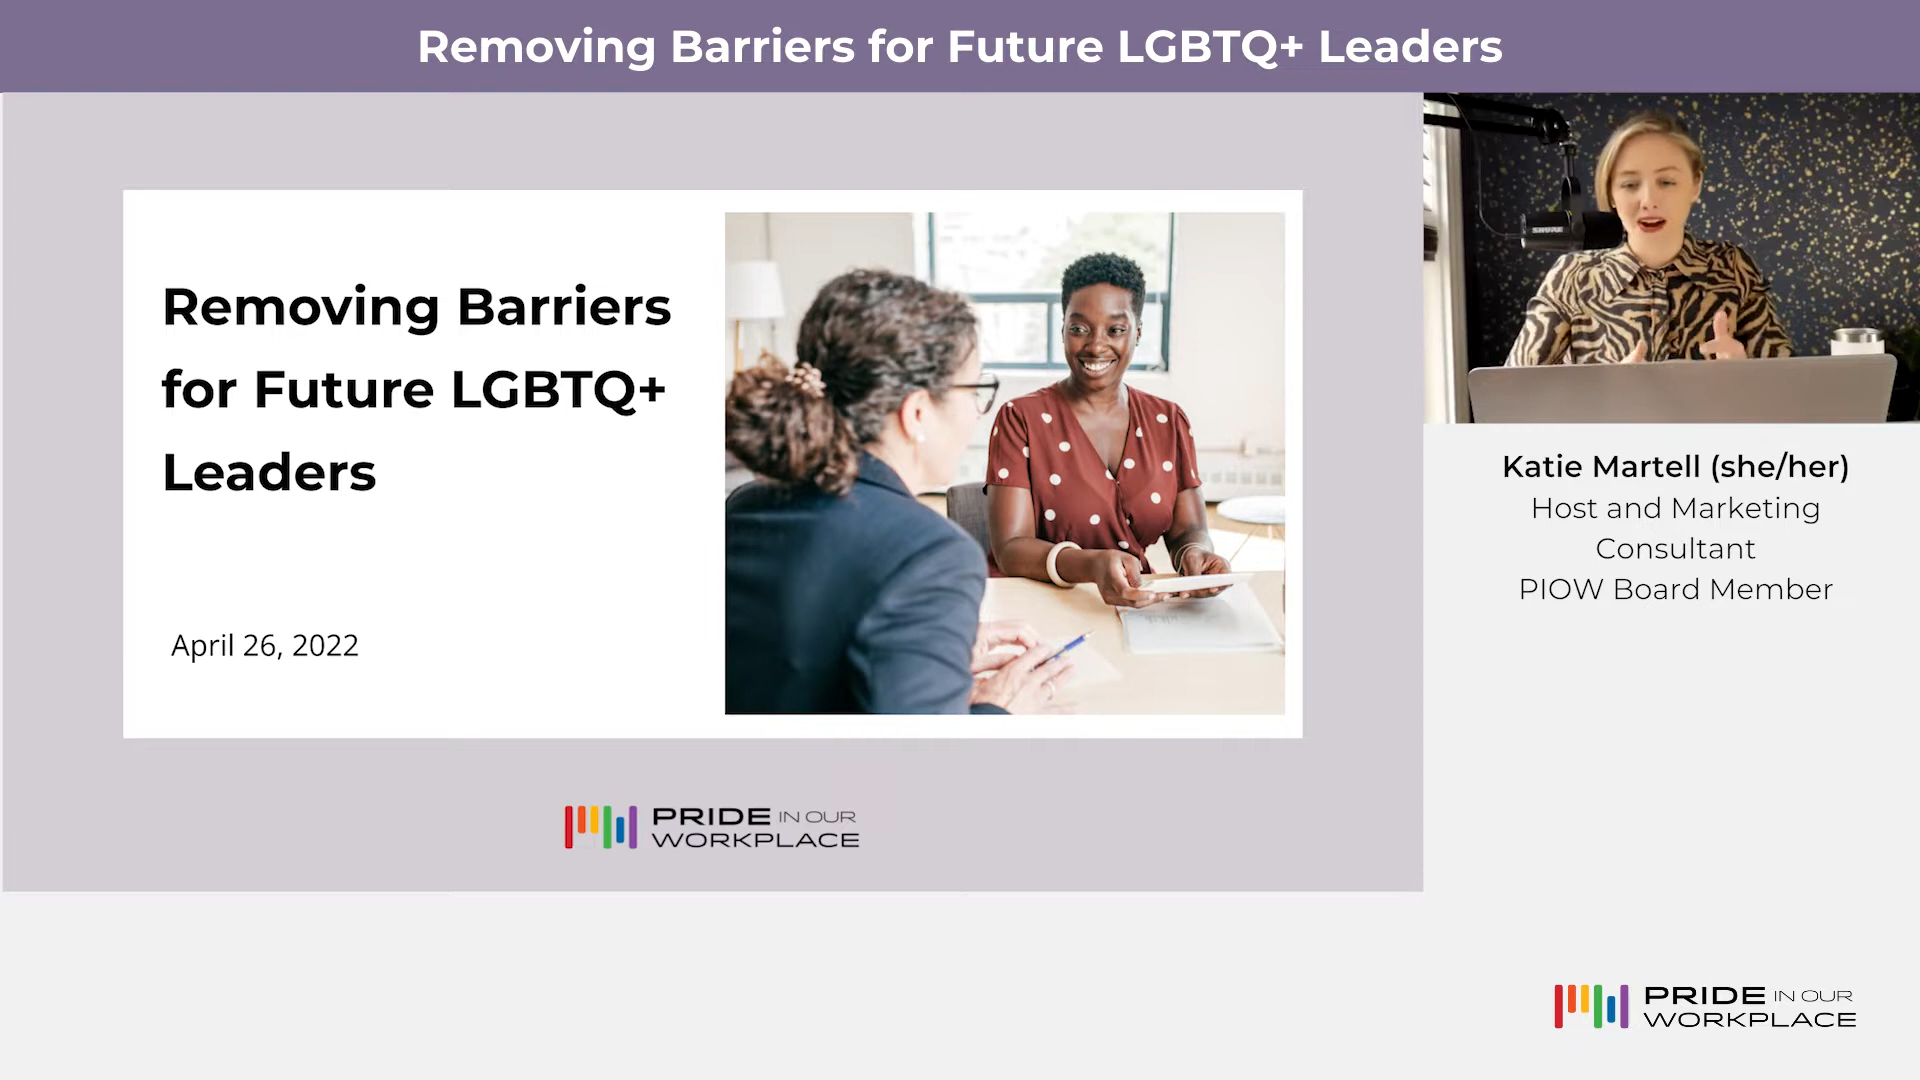 Removing Barriers for Future LGBTQ+ Leaders
Removing Barriers
for Future LGBTQ+
Leaders
April 26, 2022
PRIDE IN OUR
WORKPLACE
SHURE
Katie Martell (she/her)
Host and Marketing
Consultant
PIOW Board Member
PRIDE IN OUR
WORKPLACE